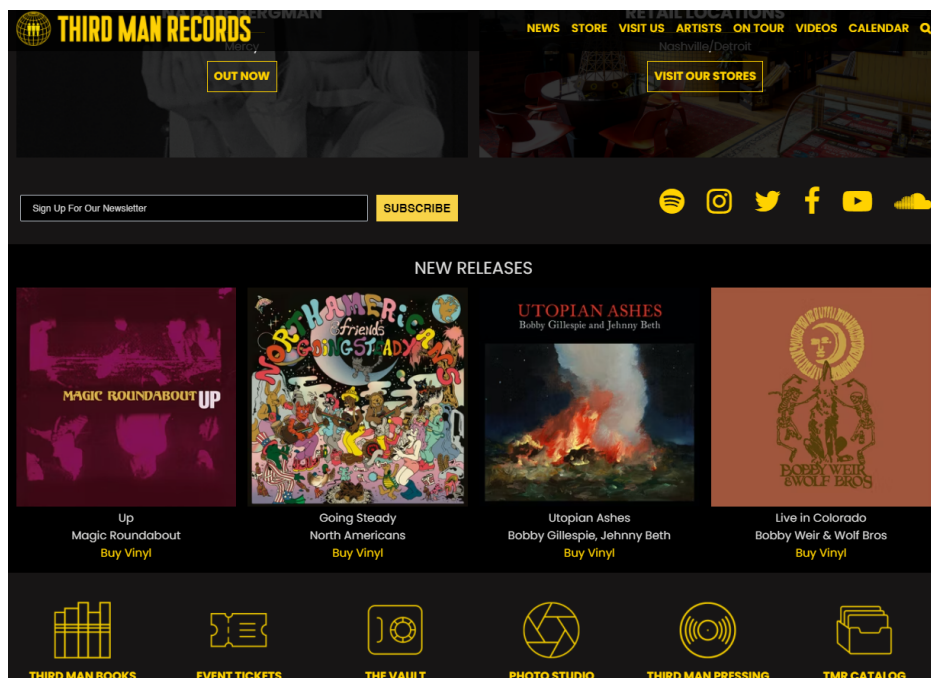 NATALIE BERGMAN
RETAIL LOCATIONS
THIRD MAN RECORDS
NEWS STORE VISIT US ARTISTS ON TOUR VIDEOS CALENDAR
Mercy
Nashville/Detroit
OUT NOW
VISIT OUR STORES
Sign Up For Our Newsletter
SUBSCRIBE
NEW RELEASES
MAGIC ROUNDABOUT UP
NORTH AMERICANS
& friends
GOING STEADY
UTOPIAN ASHES
Bobby Gillespie and Jehnny Beth
BOBBY WEIR
& WOLF BROS
Up
Magic Roundabout
Buy Vinyl
Going Steady
North Americans
Buy Vinyl
Utopian Ashes
Bobby Gillespie, Jehnny Beth
Buy Vinyl
Live in Colorado
Bobby Weir & Wolf Bros
Buy Vinyl
THIRD MAN BOOKS
EVENT TICKETS
THE VAULT
PHOTO STUDIO
THIRD MAN PRESSING
TMR CATALOG